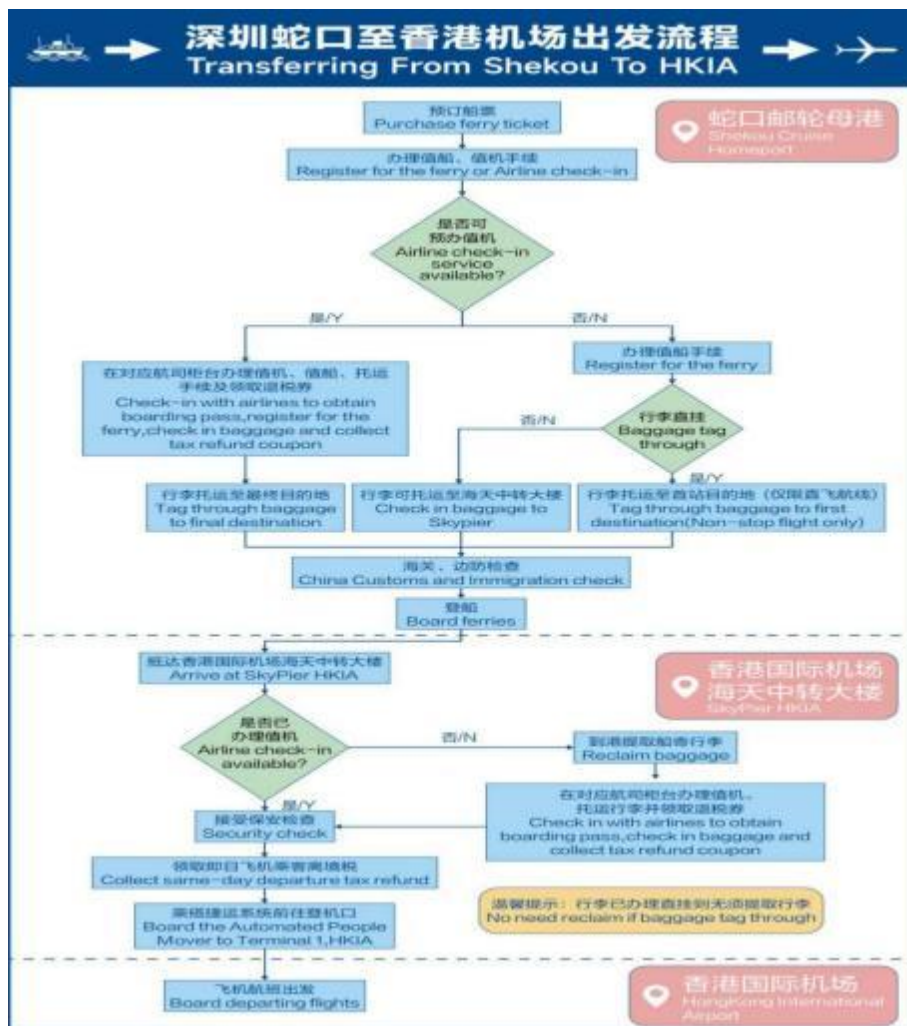 深圳蛇口至香港机场出发流程
Transferring From Shekou To HKIA
预订船票
Purchase ferry ticket
蛇口邮轮母港
Shekou Cruise
Homeport
办理值船、值机手续
Register for the ferry or Airline check-in
是否可
预办值机
Airline check-in
service
available?
是/Y
否/N
在对应航司柜台办理值机、值船、托运
手续及领取退税券
Check-in with airlines to obtain
boarding pass,register for the
ferry,check in baggage and collect
tax refund coupon
办理值船手续
Register for the ferry
否/N
行李直挂
Baggage tag
through
是/Y
行李托运至最终目的地
Tag through baggage
to final destination
行李可托运至海天中转大楼
Check in baggage to
Skypier
行李托运至首站目的地（仅限直飞航线）
Tag through baggage to first
destination(Non-stop flight only)
海关、边防检查
China Customs and Immigration check
登船
Board ferries
抵达香港国际机场海天中转大楼
Arrive at SkyPier HKIA
香港国际机场
海天中转大楼
SkyPier HKIA
是否已
办理值机
Airline check-in
available?
否/N
到港提取船寄行李
Reclaim baggage
是/Y
在对应航司柜台办理值机、
托运行李并领取退税券
Check in with airlines to obtain
boarding pass,check in baggage and
collect tax refund coupon
接受保安检查
Security check
领取即日飞机乘客离境税
Collect same-day departure tax refund
乘搭捷运系统前往登机口
Board the Automated People
Mover to Terminal 1,HKIA
温馨提示：行李已办理直挂则无须提取行李
No need reclaim if baggage tag through
飞机航班出发
Board departing flights
香港国际机场
HongKong International
Airport